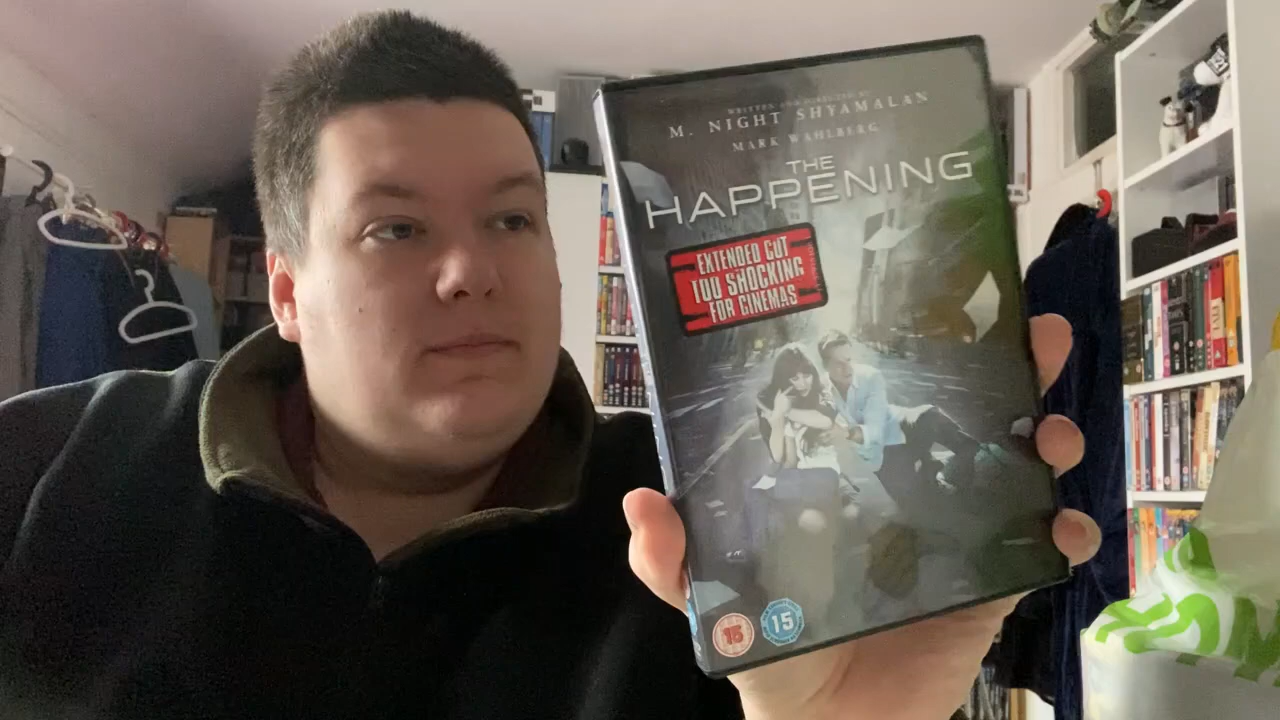 WRITTEN AND DIRECTED BY
M. NIGHT SHYAMALAN
MARK WAHLBERG
THE
HAPPENING
EXTENDED CUT
TOO SHOCKING
FOR CINEMAS
15
15